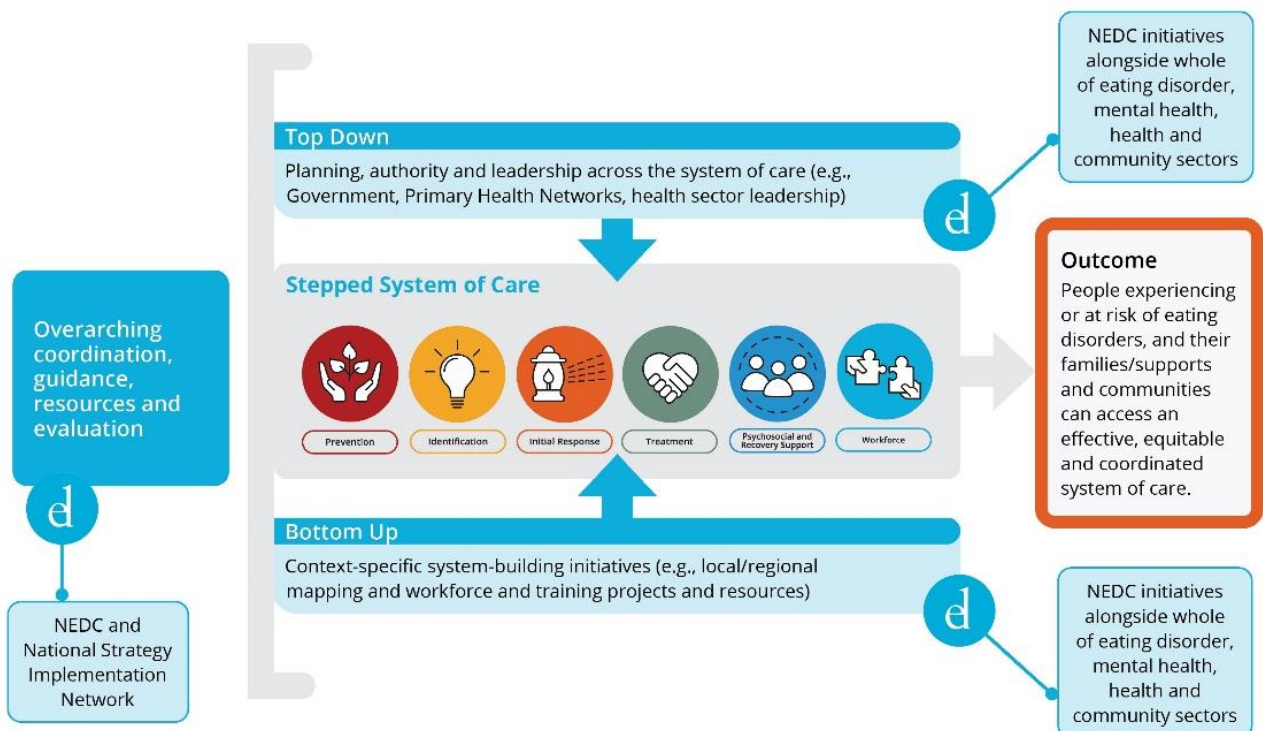 Overarching
coordination,
guidance,
resources and
evaluation
ed
NEDC and
National Strategy
Implementation
Network
Top Down
Planning, authority and leadership across the system of care (e.g.,
Government, Primary Health Networks, health sector leadership)
ed
NEDC initiatives
alongside whole
of eating disorder,
mental health,
health and
community sectors
Stepped System of Care
Prevention
Identification
Initial Response
Treatment
Psychosocial and
Recovery Support
Workforce
Outcome
People experiencing
or at risk of eating
disorders, and their
families/supports
and communities
can access an
effective, equitable
and coordinated
system of care.
Bottom Up
Context-specific system-building initiatives (e.g., local/regional
mapping and workforce and training projects and resources)
ed
NEDC initiatives
alongside whole
of eating disorder,
mental health,
health and
community sectors